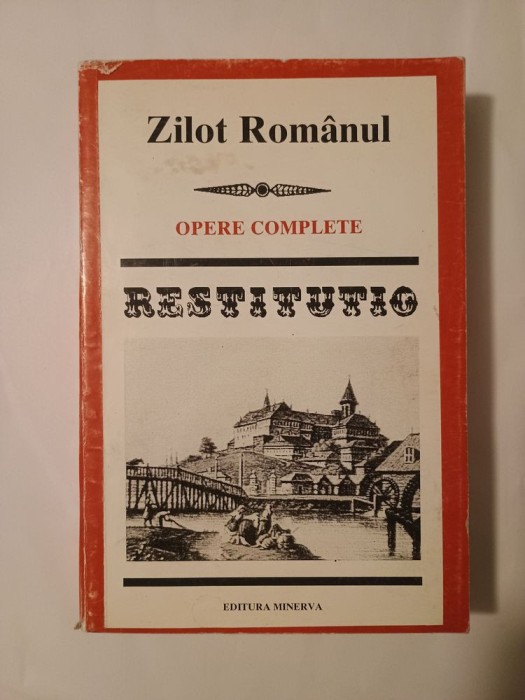 Zilot Românul
OPERE COMPLETE
RESTITUTIO
EDITURA MINERVA